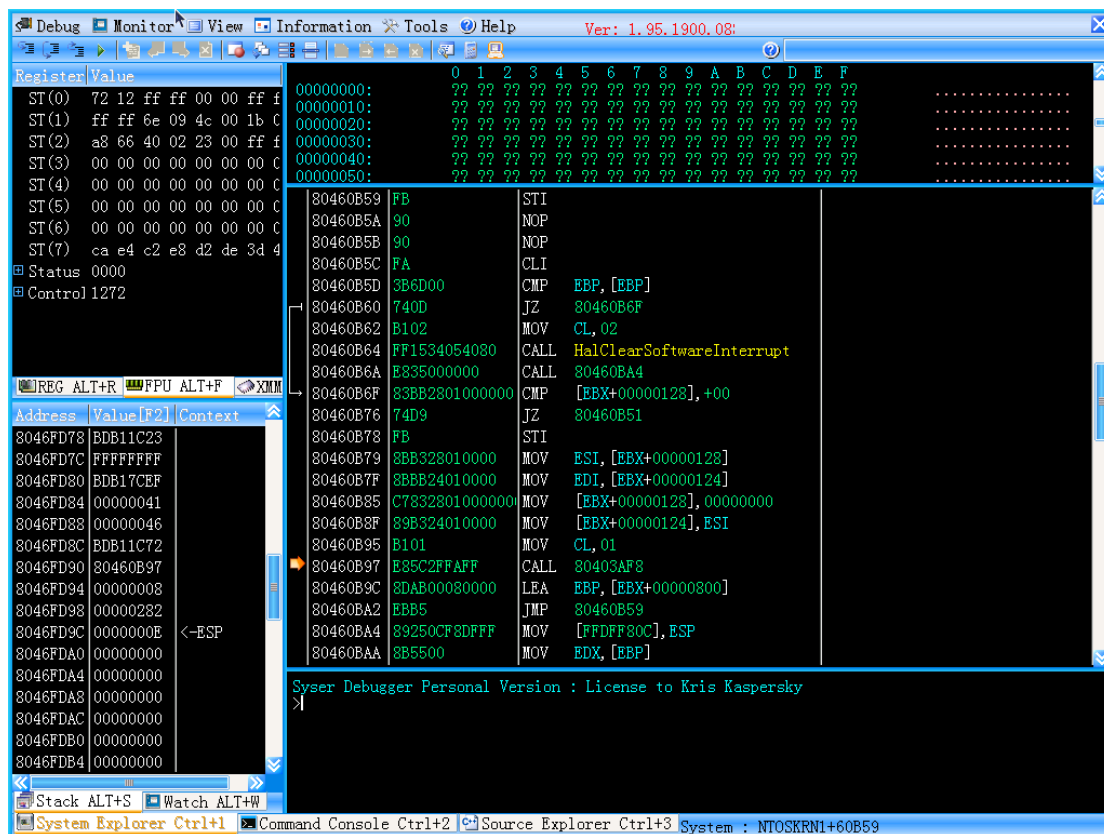 Debug Monitor View Information Tools Help Ver: 1.95.1900.08
Register Value
ST(0) 72 12 ff ff 00 00 ff f
ST(1) ff ff 6e 09 4c 00 1b
ST(2) a8 66 40 02 23 00 ff f
ST(3) 00 00 00 00 00 00 00
ST(4) 00 00 00 00 00 00 00
ST(5) 00 00 00 00 00 00 00
ST(6) 00 00 00 00 00 00 00
ST(7) ca e4 c2 e8 d2 de 3d 4
Status 0000
Control 1272
REG ALT+R FPU ALT+F XMM
0 1 2 3 4 5 6 7 8 9 A B C D E F
00000000: ?? ?? ?? ?? ?? ?? ?? ?? ?? ?? ?? ?? ?? ?? ?? ?? ................
00000010: ?? ?? ?? ?? ?? ?? ?? ?? ?? ?? ?? ?? ?? ?? ?? ?? ................
00000020: ?? ?? ?? ?? ?? ?? ?? ?? ?? ?? ?? ?? ?? ?? ?? ?? ................
00000030: ?? ?? ?? ?? ?? ?? ?? ?? ?? ?? ?? ?? ?? ?? ?? ?? ................
00000040: ?? ?? ?? ?? ?? ?? ?? ?? ?? ?? ?? ?? ?? ?? ?? ?? ................
00000050: ?? ?? ?? ?? ?? ?? ?? ?? ?? ?? ?? ?? ?? ?? ?? ?? ................
80460B59 FB STI
80460B5A 90 NOP
80460B5B 90 NOP
80460B5C FA CLI
80460B5D 3B6D00 CMP EBP,[EBP]
80460B60 740D JZ 80460B6F
80460B62 B102 MOV CL,02
80460B64 FF1534054080 CALL HalClearSoftwareInterrupt
80460B6A E835000000 CALL 80460BA4
80460B6F 83BB2801000000 CMP [EBX+00000128],+00
80460B76 74D9 JZ 80460B51
80460B78 FB STI
80460B79 8BB328010000 MOV ESI,[EBX+00000128]
80460B7F 8BBB24010000 MOV EDI,[EBX+00000124]
80460B85 C7832801000000 MOV [EBX+00000128],00000000
80460B8F 89B324010000 MOV [EBX+00000124],ESI
80460B95 B101 MOV CL,01
80460B97 E85C2FFAFF CALL 80403AF8
80460B9C 8DAB00080000 LEA EBP,[EBX+00000800]
80460BA2 EBB5 JMP 80460B59
80460BA4 89250CF8DFFF MOV [FFDFF80C],ESP
80460BAA 8B5500 MOV EDX,[EBP]
Address Value[F2] Context
8046FD78 BDB11C23
8046FD7C FFFFFFFF
8046FD80 BDB17CEF
8046FD84 00000041
8046FD88 00000046
8046FD8C BDB11C72
8046FD90 80460B97
8046FD94 00000008
8046FD98 00000282
8046FD9C 0000000E <-ESP
8046FDA0 00000000
8046FDA4 00000000
8046FDA8 00000000
8046FDAC 00000000
8046FDB0 00000000
8046FDB4 00000000
Stack ALT+S Watch ALT+W
Syser Debugger Personal Version : License to Kris Kaspersky
>
System Explorer Ctrl+1 Command Console Ctrl+2 Source Explorer Ctrl+3 System : NTOSKRN1+60B59